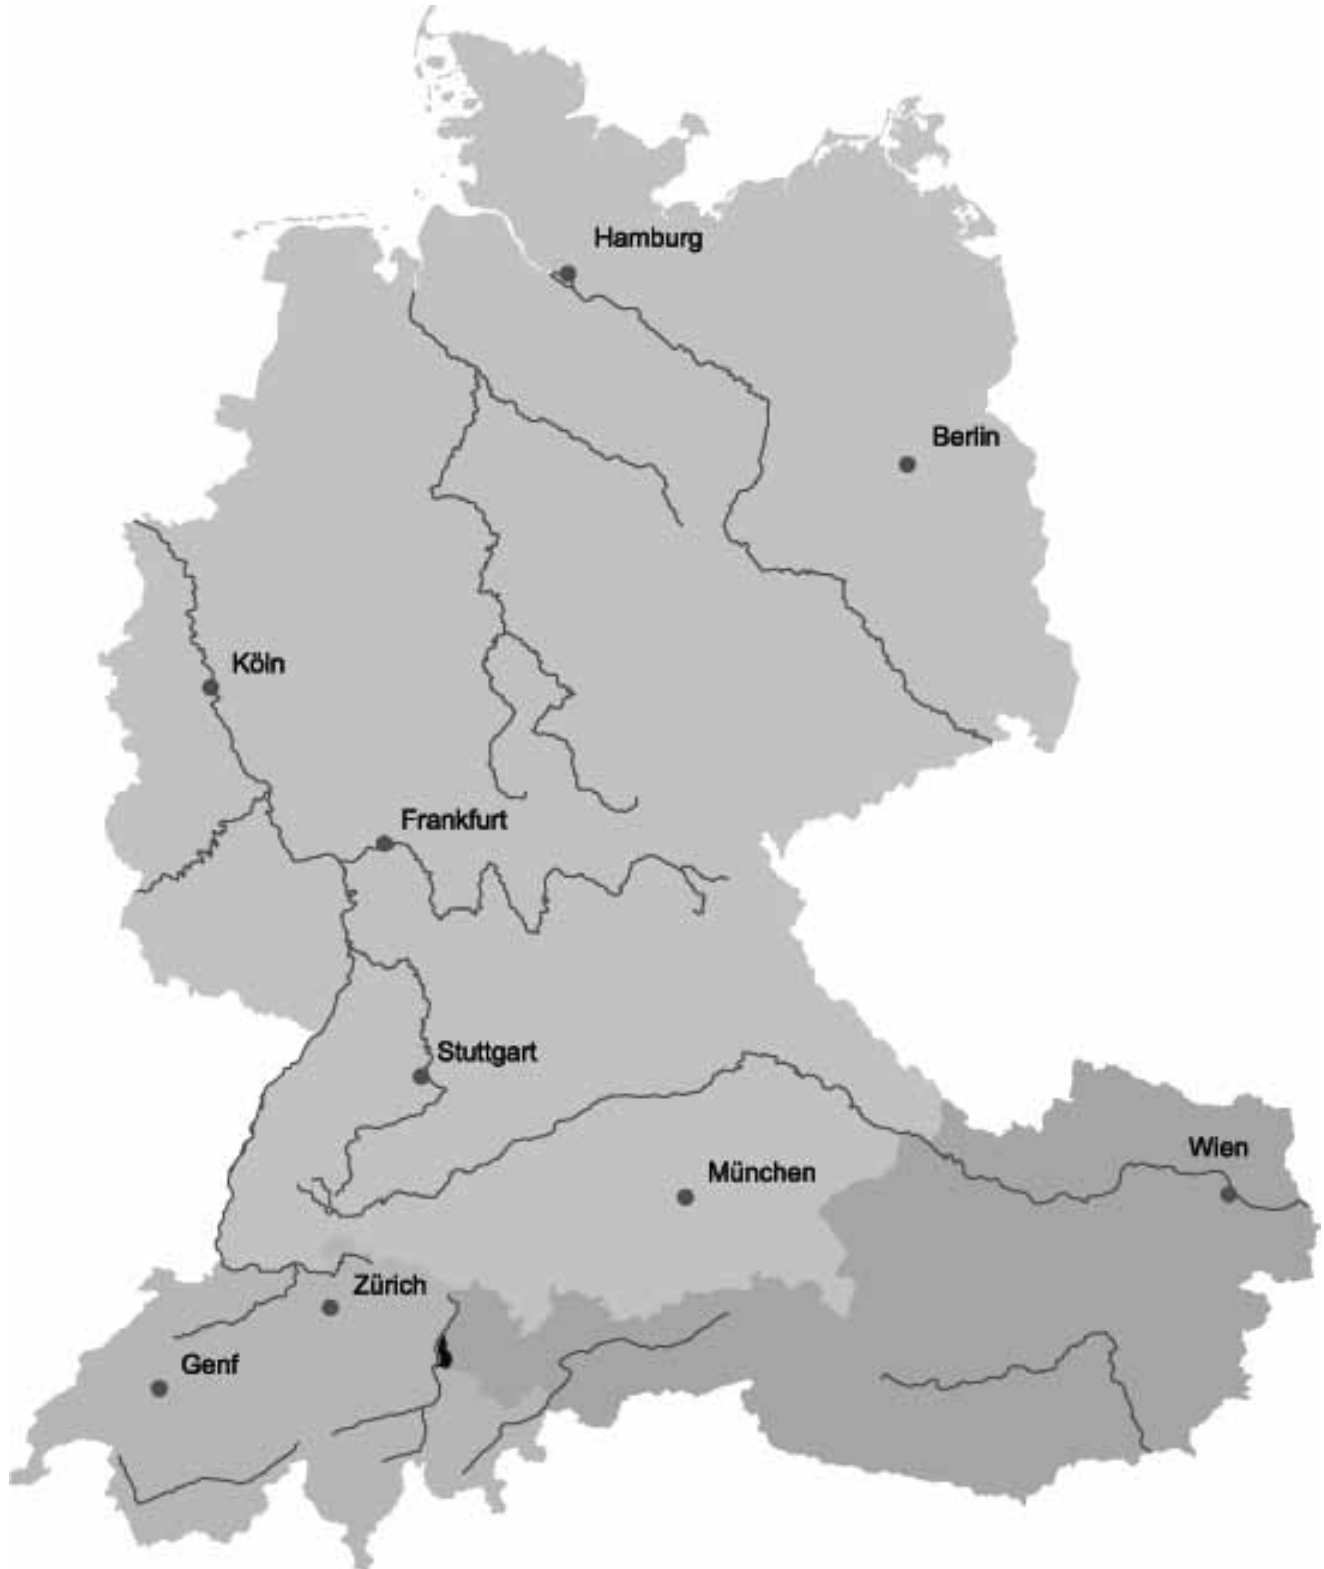 Hamburg
Berlin
Köln
Frankfurt
Stuttgart
Wien
München
Zürich
Genf